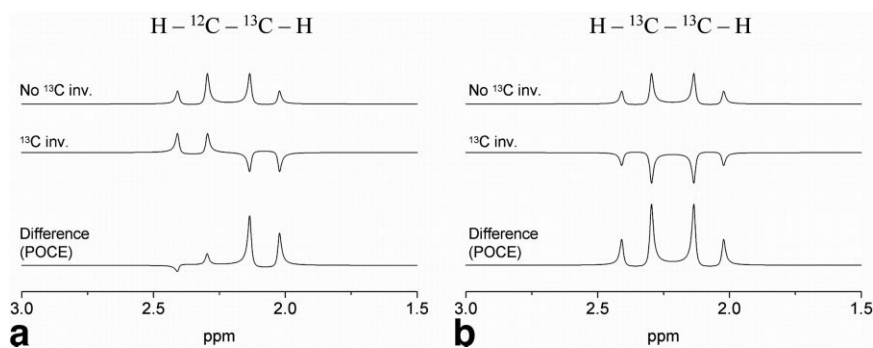 H – ¹²C – ¹³C – H
No ¹³C inv.
¹³C inv.
Difference
(POCE)
3.0 2.5 2.0 1.5
ppm
a
H – ¹³C – ¹³C – H
No ¹³C inv.
¹³C inv.
Difference
(POCE)
3.0 2.5 2.0 1.5
ppm
b